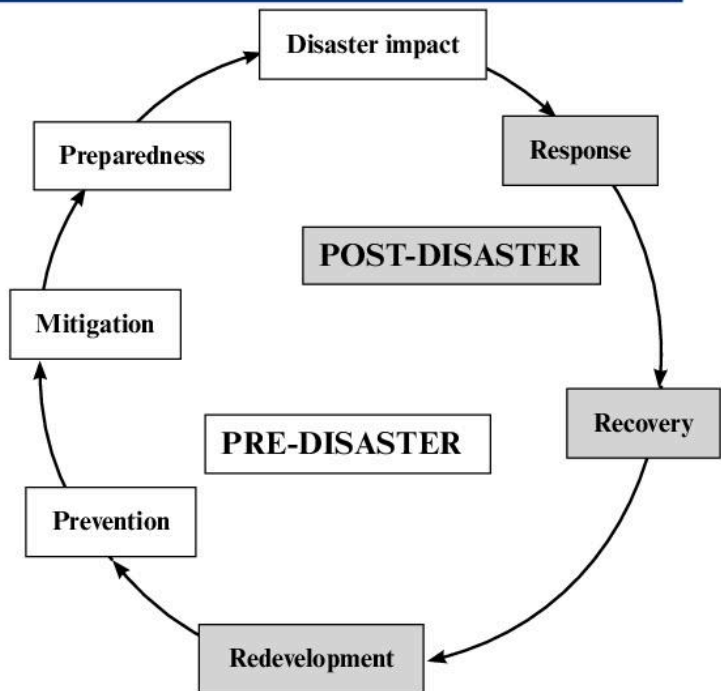 Disaster impact
Preparedness
Response
POST-DISASTER
Mitigation
Recovery
PRE-DISASTER
Prevention
Redevelopment